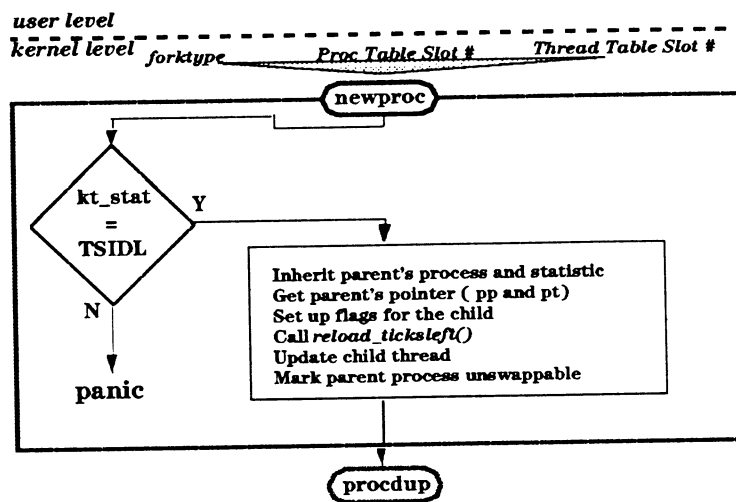 user level
kernel level
forktype Proc Table Slot # Thread Table Slot #
newproc
kt_stat
=
TSIDL
Y
N
panic
Inherit parent's process and statistic
Get parent's pointer ( pp and pt)
Set up flags for the child
Call reload_ticksleft()
Update child thread
Mark parent process unswappable
procdup